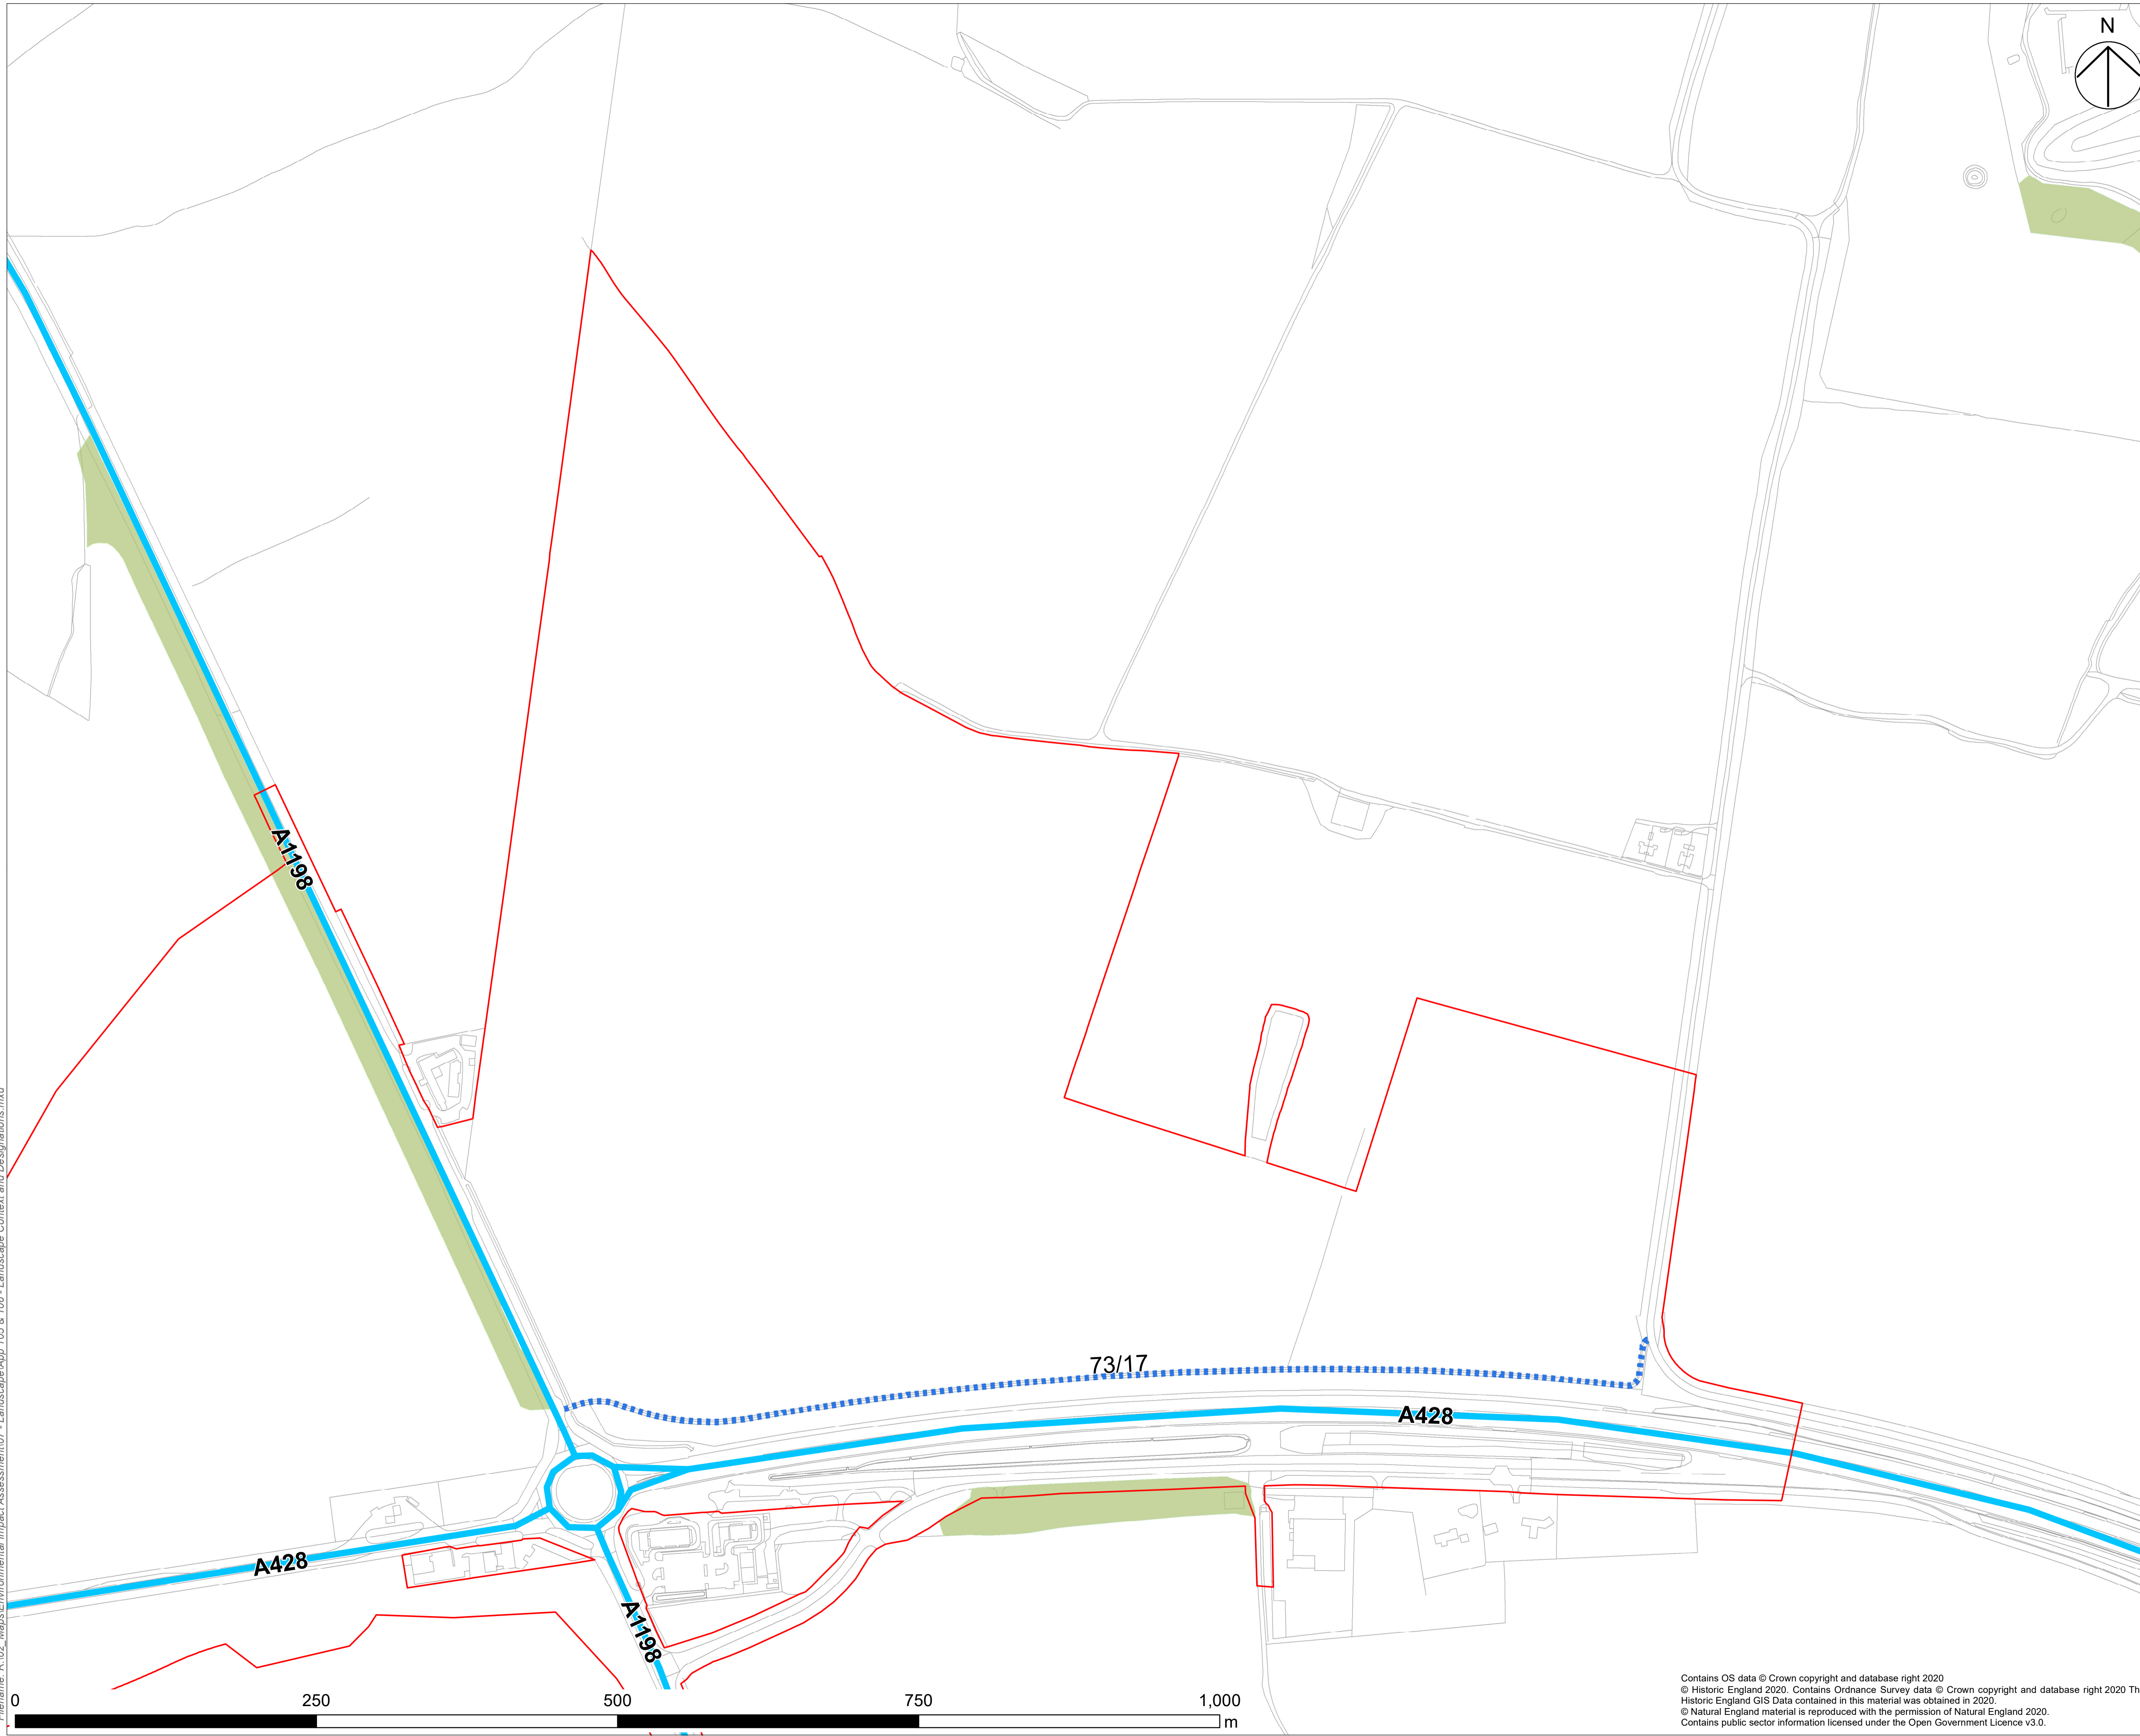 N
A1198
73/17
A428
A428
A1198
0 250 500 750 1,000
m
Contains OS data © Crown copyright and database right 2020
© Historic England 2020. Contains Ordnance Survey data © Crown copyright and database right 2020 Th
Historic England GIS Data contained in this material was obtained in 2020.
© Natural England material is reproduced with the permission of Natural England 2020.
Contains public sector information licensed under the Open Government Licence v3.0.